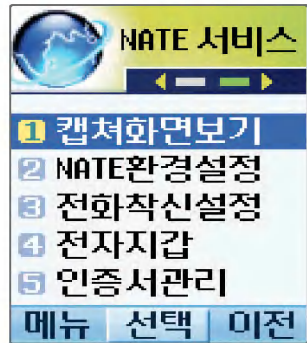 NATE 서비스
1 캡쳐화면보기
2 NATE환경설정
3 전화착신설정
4 전자지갑
5 인증서관리
메뉴 선택 이전